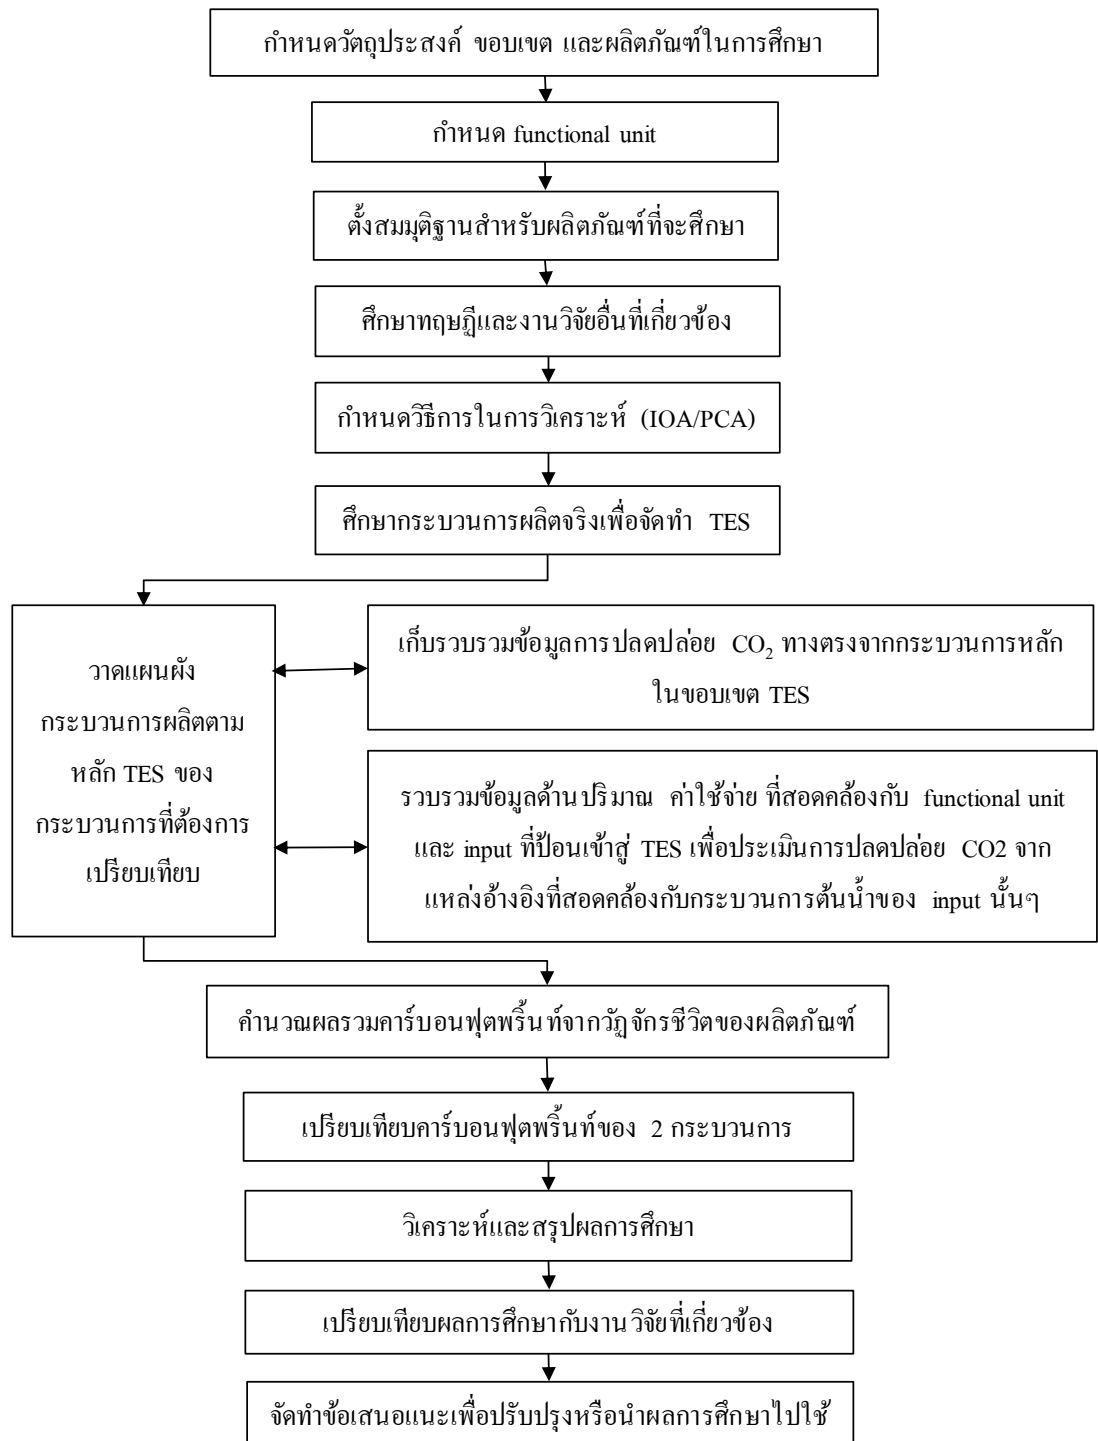 กำหนดวัตถุประสงค์ ขอบเขต และผลิตภัณฑ์ในการศึกษา
กำหนด functional unit
ตั้งสมมุติฐานสำหรับผลิตภัณฑ์ที่จะศึกษา
ศึกษาทฤษฎีและงานวิจัยอื่นที่เกี่ยวข้อง
กำหนดวิธีการในการวิเคราะห์ (IOA/PCA)
ศึกษากระบวนการผลิตจริงเพื่อจัดทำ TES
วาดแผนผัง
กระบวนการผลิตตาม
หลัก TES ของ
กระบวนการที่ต้องการ
เปรียบเทียบ
เก็บรวบรวมข้อมูลการปลดปล่อย CO₂ ทางตรงจากกระบวนการหลัก
ในขอบเขต TES
รวบรวมข้อมูลด้านปริมาณ ค่าใช้จ่าย ที่สอดคล้องกับ functional unit
และ input ที่ป้อนเข้าสู่ TES เพื่อประเมินการปลดปล่อย CO2 จาก
แหล่งอ้างอิงที่สอดคล้องกับกระบวนการต้นน้ำของ input นั้นๆ
คำนวณผลรวมคาร์บอนฟุตพริ้นท์จากวัฏจักรชีวิตของผลิตภัณฑ์
เปรียบเทียบคาร์บอนฟุตพริ้นท์ของ 2 กระบวนการ
วิเคราะห์และสรุปผลการศึกษา
เปรียบเทียบผลการศึกษากับงานวิจัยที่เกี่ยวข้อง
จัดทำข้อเสนอแนะเพื่อปรับปรุงหรือนำผลการศึกษาไปใช้